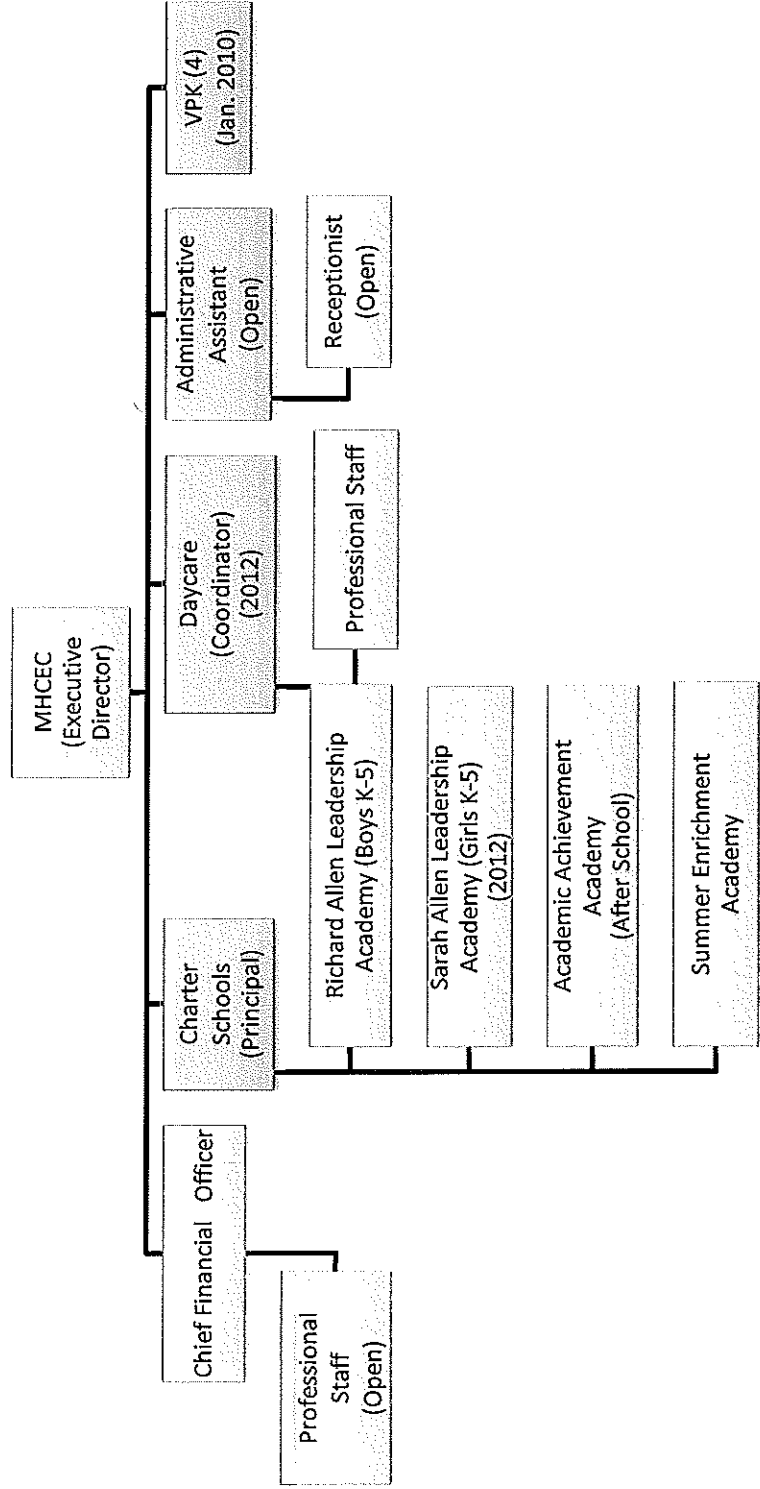 MHCEC
(Executive
Director)
Chief Financial Officer
Charter
Schools
(Principal)
Daycare
(Coordinator)
(2012)
Administrative
Assistant
(Open)
VPK (4)
(Jan. 2010)
Professional
Staff
(Open)
Richard Allen Leadership
Academy (Boys K-5)
Professional Staff
Receptionist
(Open)
Sarah Allen Leadership
Academy (Girls K-5)
(2012)
Academic Achievement
Academy
(After School)
Summer Enrichment
Academy